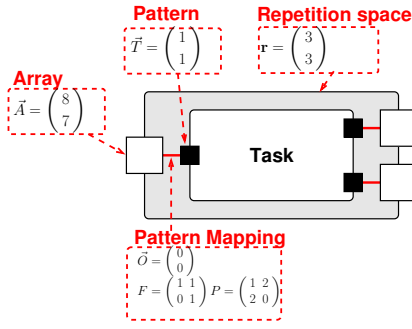 Pattern
T⃗ = (1 1)
Repetition space
r = (3 3)
Array
A⃗ = (8 7)
Task
Pattern Mapping
O⃗ = (0 0)
F = (1 1 0 1) P = (1 2 2 0)